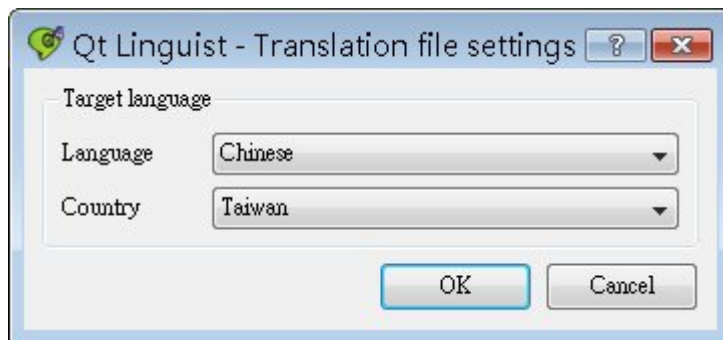 Qt Linguist - Translation file settings
Target language
Language Chinese
Country Taiwan
OK Cancel